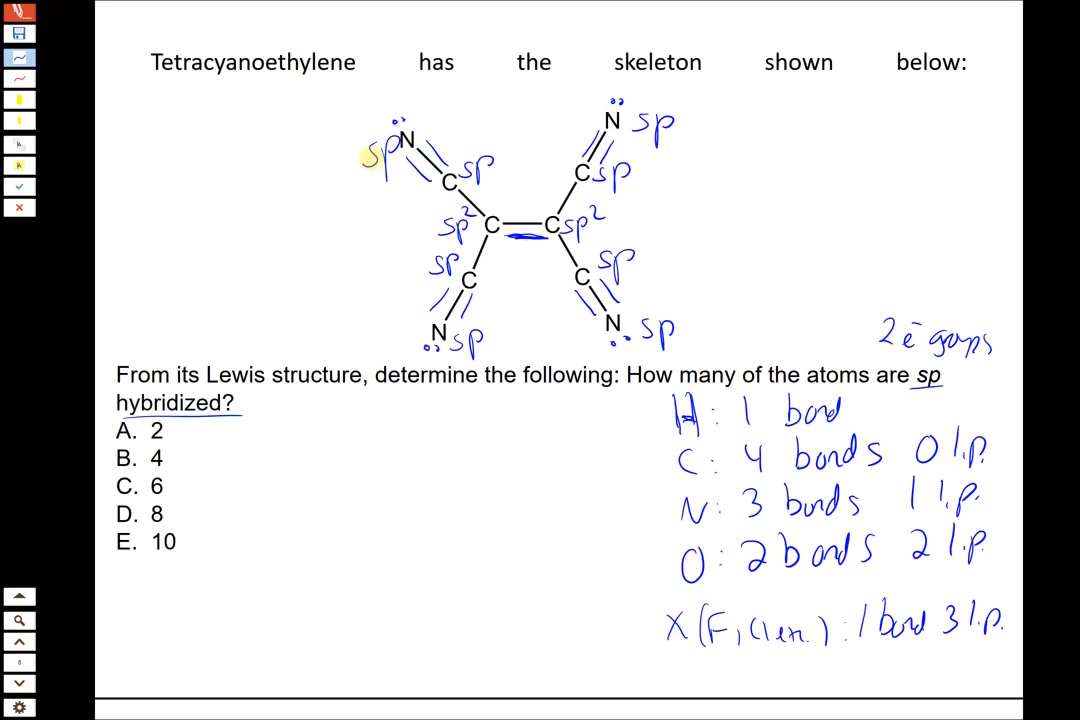 Tetracyanoethylene has the skeleton shown below:
N sp
sp N
C sp
C sp
sp² C C sp²
sp C
C sp
N sp
N sp
2 e⁻ groups
From its Lewis structure, determine the following: How many of the atoms are sp
hybridized?
H: 1 bond
A. 2
C: 4 bonds 0 l.p.
B. 4
C. 6
N: 3 bonds 1 l.p.
D. 8
E. 10
O: 2 bonds 2 l.p.
X (F, Cl etc.): 1 bond 3 l.p.
8